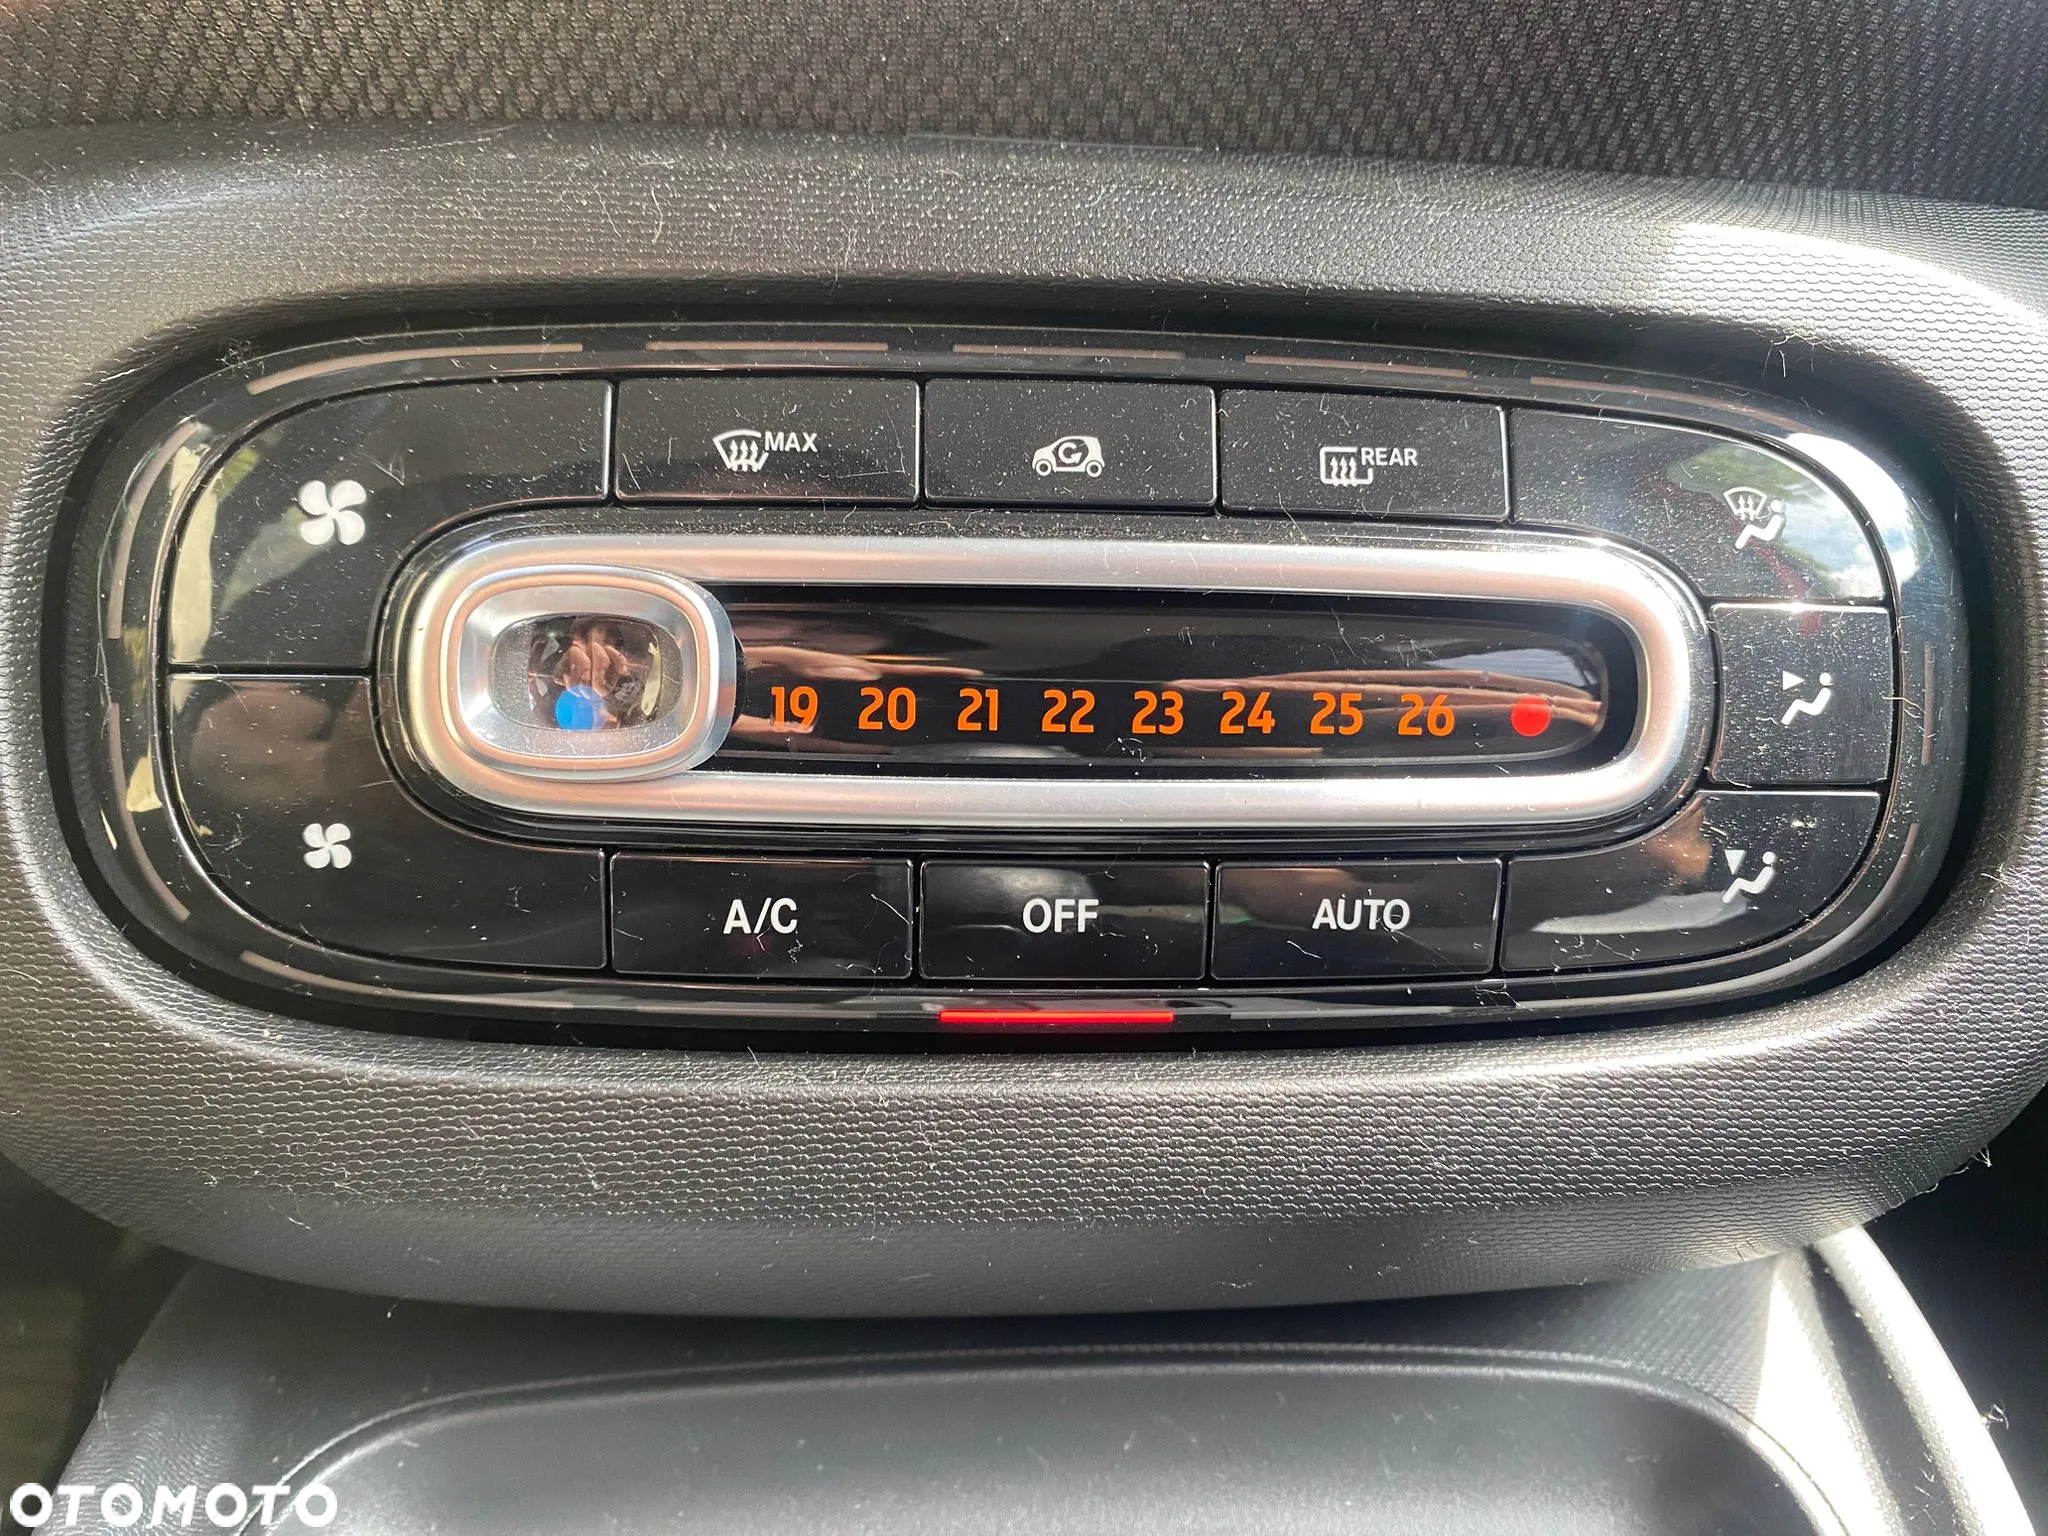 MAX
REAR
19 20 21 22 23 24 25 26
A/C OFF AUTO
OTOMOTO